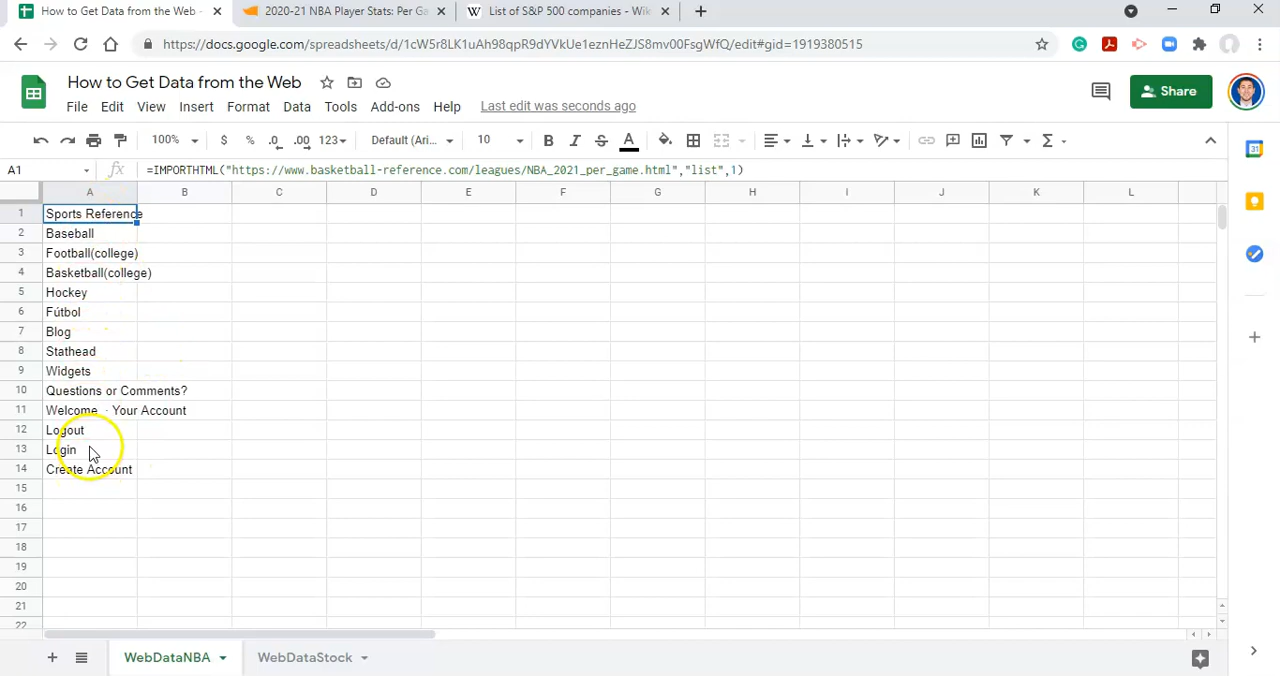 How to Get Data from the Web -
2020-21 NBA Player Stats: Per Ga
W List of S&P 500 companies - Wik
https://docs.google.com/spreadsheets/d/1cW5r8LK1uAh98qpR9dYVkUe1eznHeZJS8mv00FsgWfQ/edit#gid=1919380515
How to Get Data from the Web
File Edit View Insert Format Data Tools Add-ons Help Last edit was seconds ago
Share
100% $ % .0 .00 123 Default (Ari... 10 B I S A Σ
31
A1 fx =IMPORTHTML("https://www.basketball-reference.com/leagues/NBA_2021_per_game.html","list",1)
A B C D E F G H I J K L
1 Sports Reference
2 Baseball
3 Football(college)
4 Basketball(college)
5 Hockey
6 Fútbol
7 Blog
8 Stathead
9 Widgets
10 Questions or Comments?
11 Welcome · Your Account
12 Logout
13 Login
14 Create Account
15
16
17
18
19
20
21
22
WebDataNBA WebDataStock